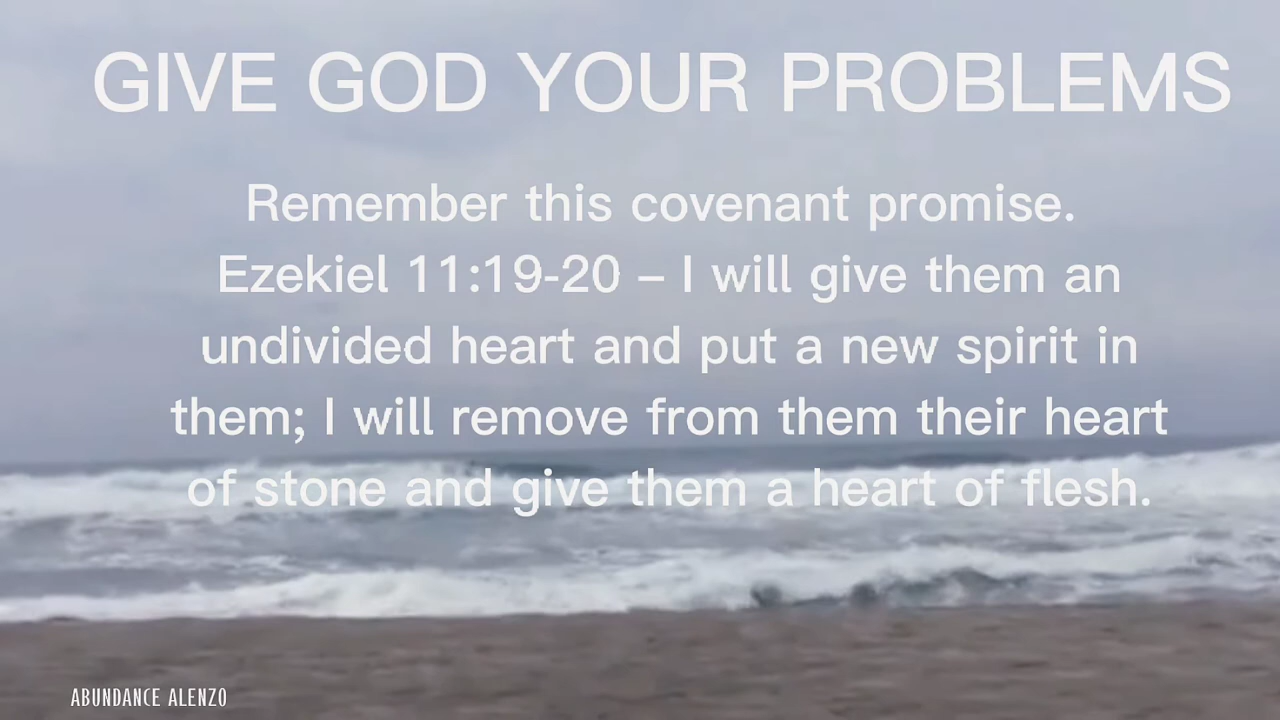 GIVE GOD YOUR PROBLEMS
Remember this covenant promise.
Ezekiel 11:19-20 – I will give them an
undivided heart and put a new spirit in
them; I will remove from them their heart
of stone and give them a heart of flesh.
ABUNDANCE ALENZO